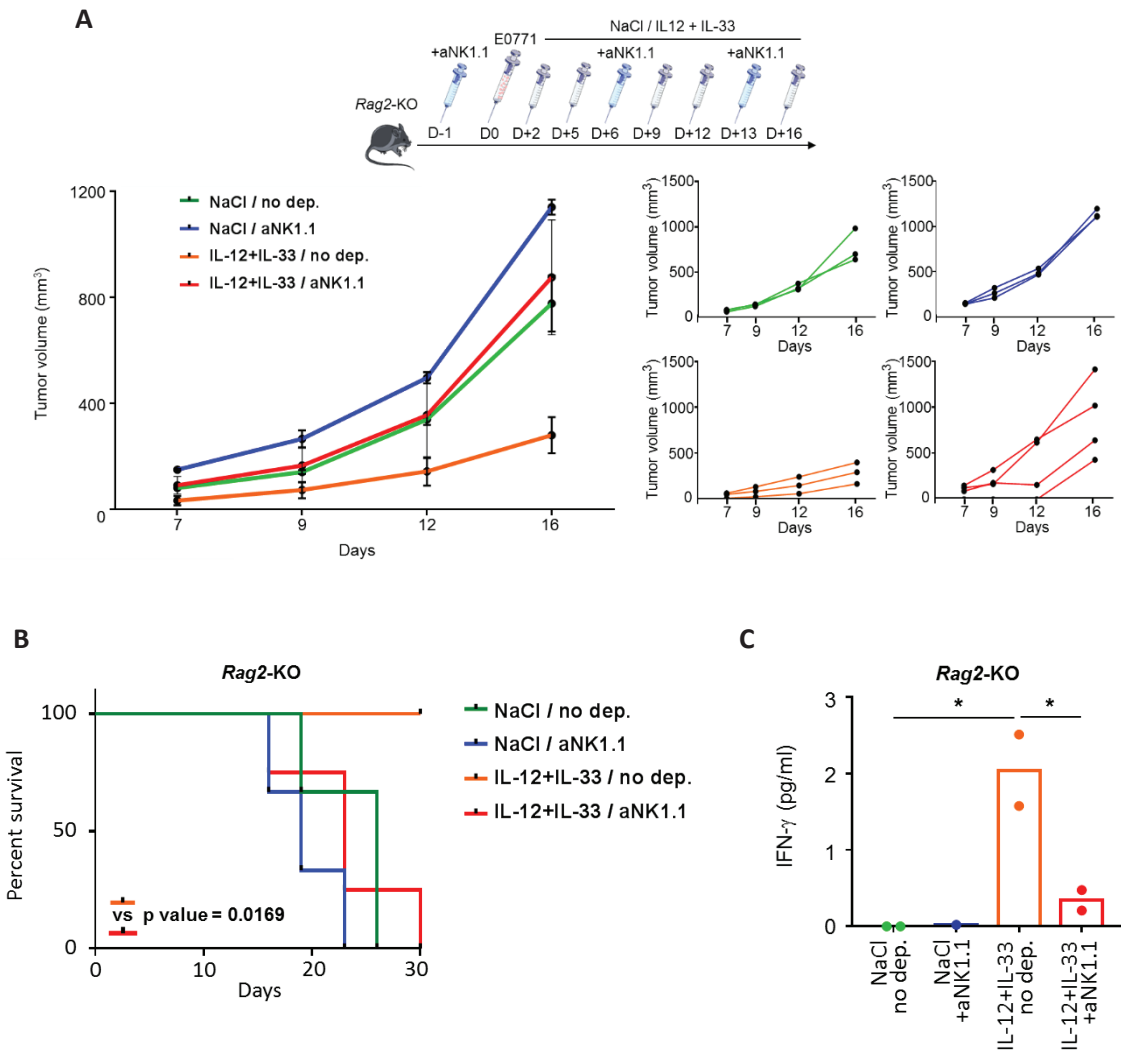 A
NaCl / IL12 + IL-33
E0771
+aNK1.1 +aNK1.1 +aNK1.1
Rag2-KO
D-1 D0 D+2 D+5 D+6 D+9 D+12 D+13 D+16
NaCl / no dep.
NaCl / aNK1.1
IL-12+IL-33 / no dep.
IL-12+IL-33 / aNK1.1
Tumor volume (mm³)
1200
800
400
0
7 9 12 16
Days
Tumor volume (mm³)
1500
1000
500
0
7 9 12 16
Days
Tumor volume (mm³)
1500
1000
500
0
7 9 12 16
Days
Tumor volume (mm³)
1500
1000
500
0
7 9 12 16
Days
Tumor volume (mm³)
1500
1000
500
0
7 9 12 16
Days
B
Rag2-KO
Percent survival
100
50
0
vs p value = 0.0169
0 10 20 30
Days
NaCl / no dep.
NaCl / aNK1.1
IL-12+IL-33 / no dep.
IL-12+IL-33 / aNK1.1
C
Rag2-KO
* *
IFN-γ (pg/ml)
3
2
1
0
NaCl
no dep.
NaCl
+aNK1.1
IL-12+IL-33
no dep.
IL-12+IL-33
+aNK1.1